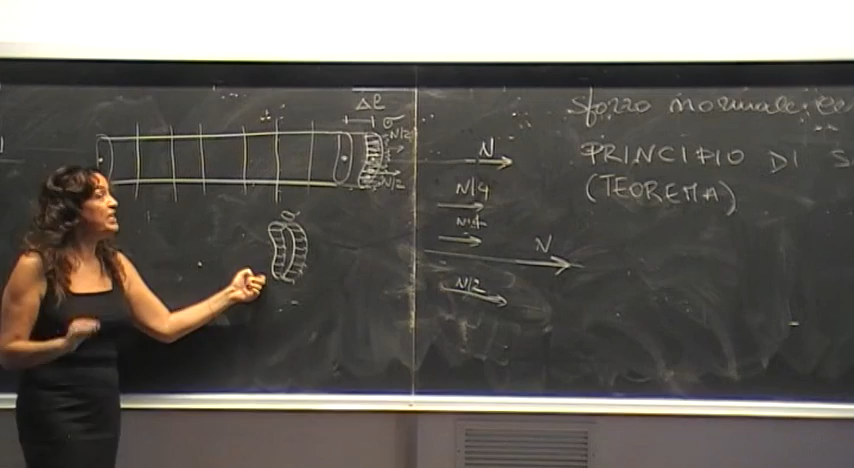 Δl
σ
N/2
N/2
N
N/4
N/4
N
N/2
σ
sforzo normale
PRINCIPIO DI S
(TEOREMA)